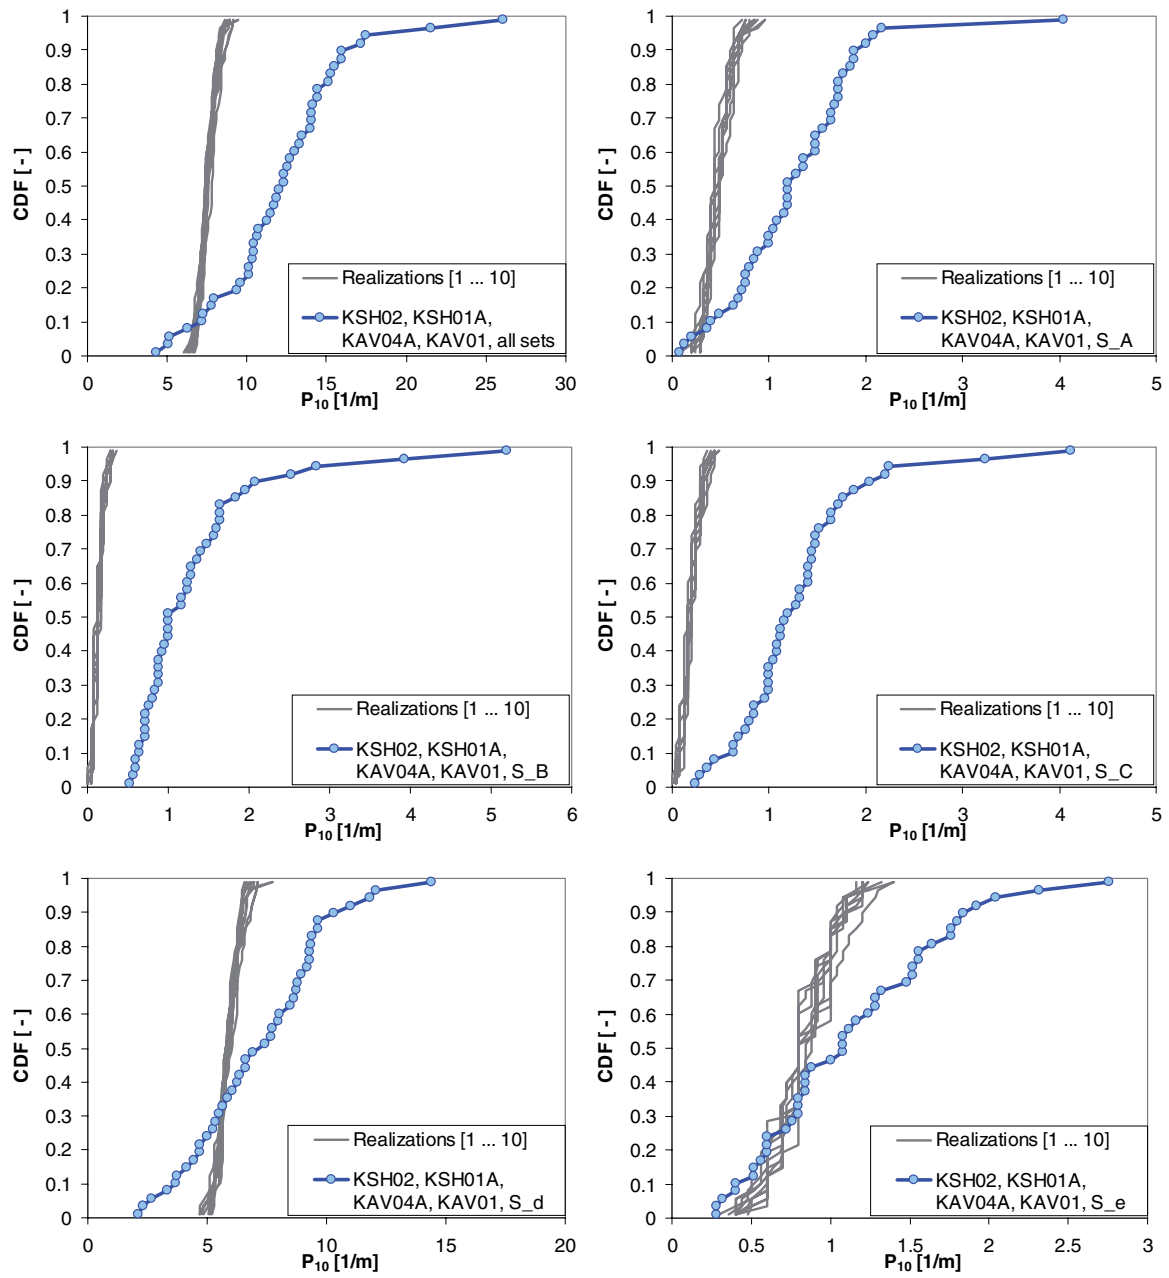 1
0.9
0.8
0.7
0.6
0.5
0.4
0.3
0.2
0.1
0
CDF [ - ]
0 5 10 15 20 25 30
P10 [1/m]
Realizations [1 ... 10]
KSH02, KSH01A,
KAV04A, KAV01, all sets
1
0.9
0.8
0.7
0.6
0.5
0.4
0.3
0.2
0.1
0
CDF [ - ]
0 1 2 3 4 5
P10 [1/m]
Realizations [1 ... 10]
KSH02, KSH01A,
KAV04A, KAV01, S_A
1
0.9
0.8
0.7
0.6
0.5
0.4
0.3
0.2
0.1
0
CDF [ - ]
0 1 2 3 4 5 6
P10 [1/m]
Realizations [1 ... 10]
KSH02, KSH01A,
KAV04A, KAV01, S_B
1
0.9
0.8
0.7
0.6
0.5
0.4
0.3
0.2
0.1
0
CDF [ - ]
0 1 2 3 4 5
P10 [1/m]
Realizations [1 ... 10]
KSH02, KSH01A,
KAV04A, KAV01, S_C
1
0.9
0.8
0.7
0.6
0.5
0.4
0.3
0.2
0.1
0
CDF [ - ]
0 5 10 15 20
P10 [1/m]
Realizations [1 ... 10]
KSH02, KSH01A,
KAV04A, KAV01, S_d
1
0.9
0.8
0.7
0.6
0.5
0.4
0.3
0.2
0.1
0
CDF [ - ]
0 0.5 1 1.5 2 2.5 3
P10 [1/m]
Realizations [1 ... 10]
KSH02, KSH01A,
KAV04A, KAV01, S_e